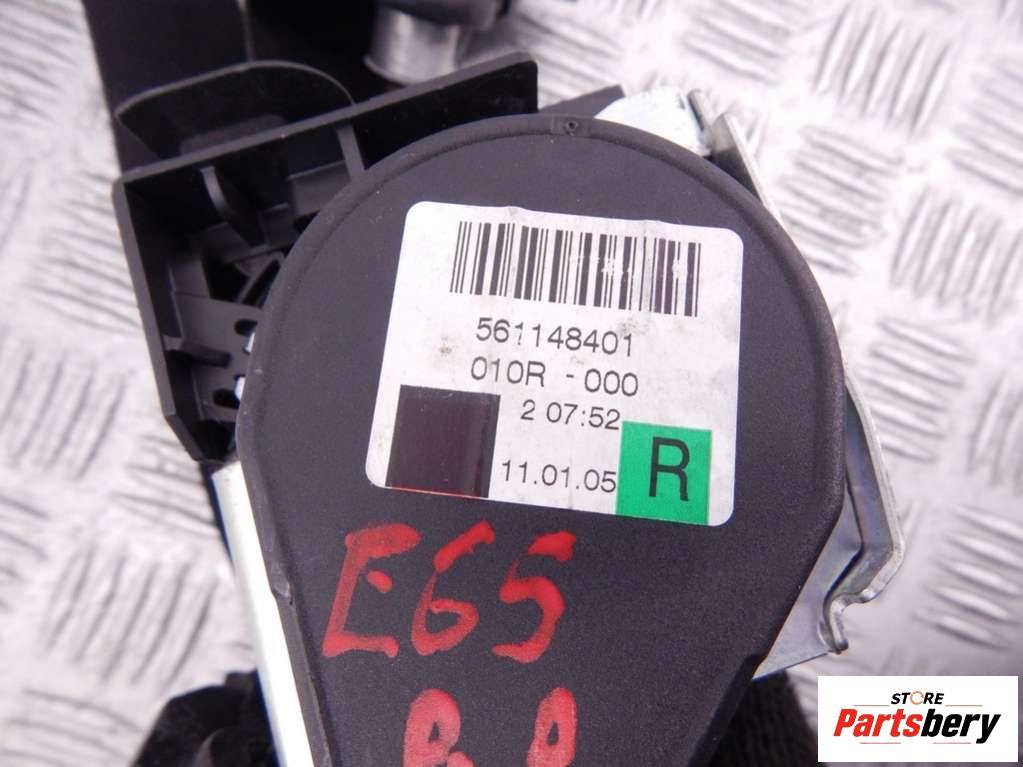 561148401
010R - 000
2 07:52
11.01.05
R
E65
STORE
Partsbery